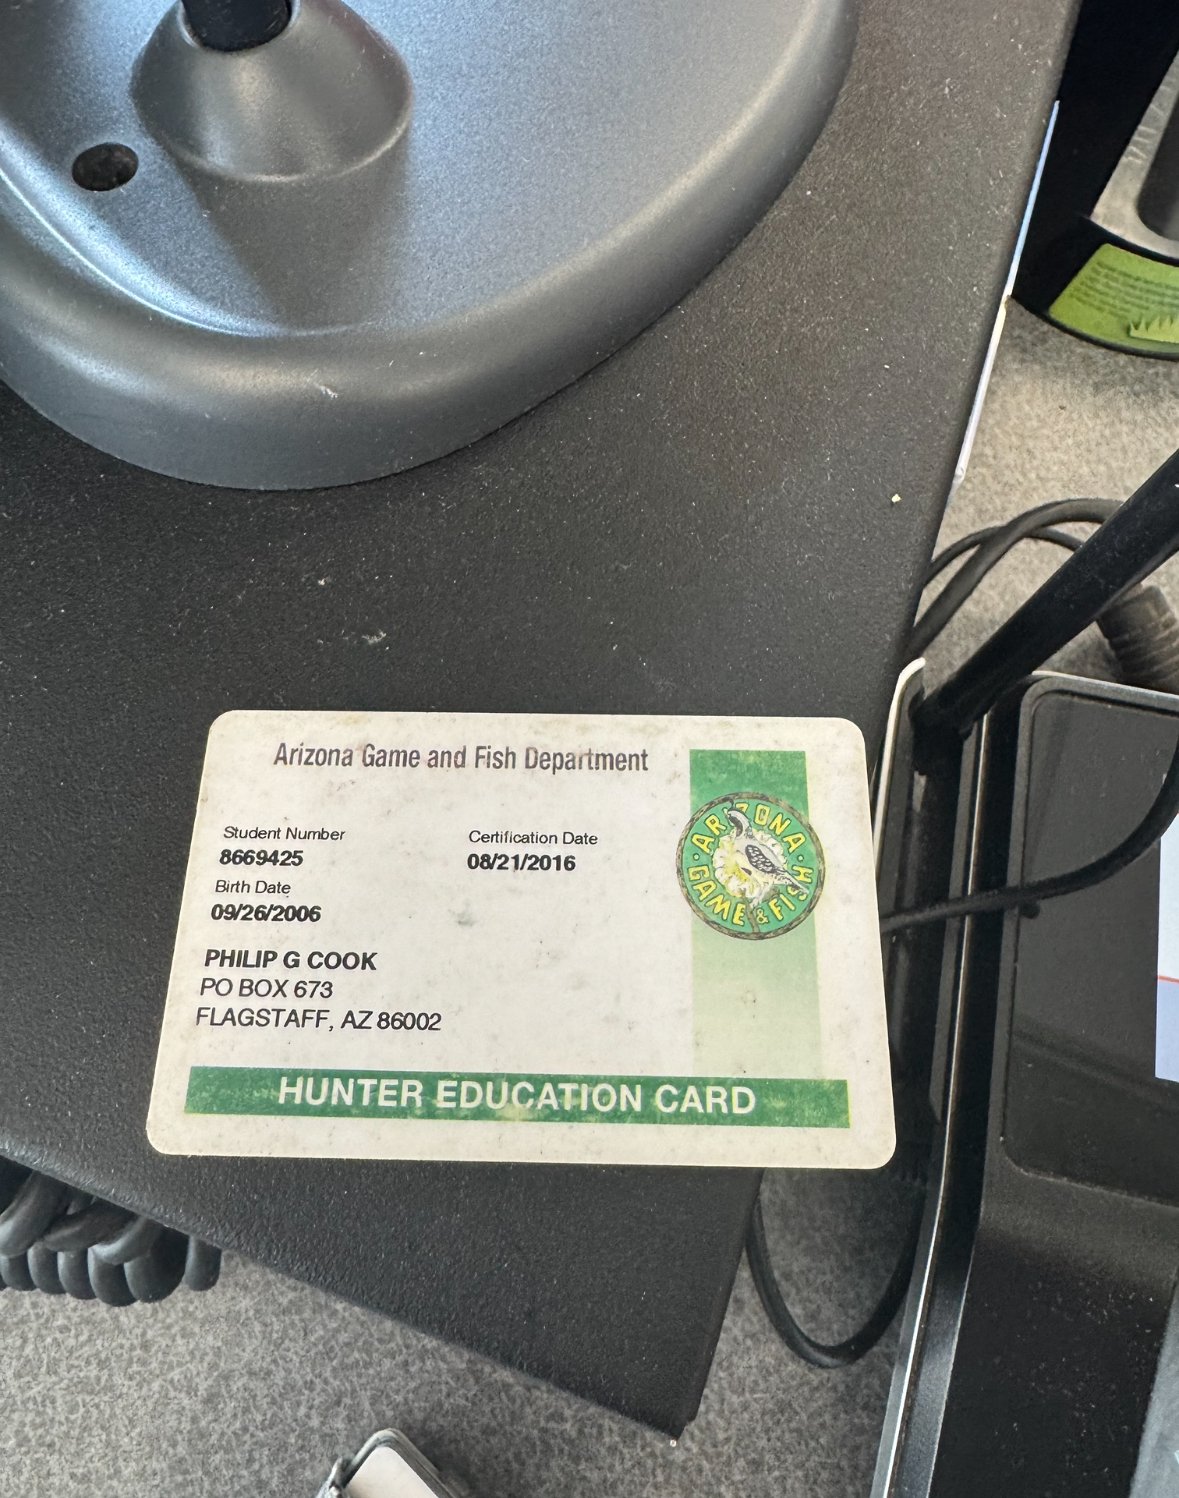 Arizona Game and Fish Department
Student Number
8669425
Certification Date
08/21/2016
Birth Date
09/26/2006
PHILIP G COOK
PO BOX 673
FLAGSTAFF, AZ 86002
ARIZONA
GAME & FISH
HUNTER EDUCATION CARD